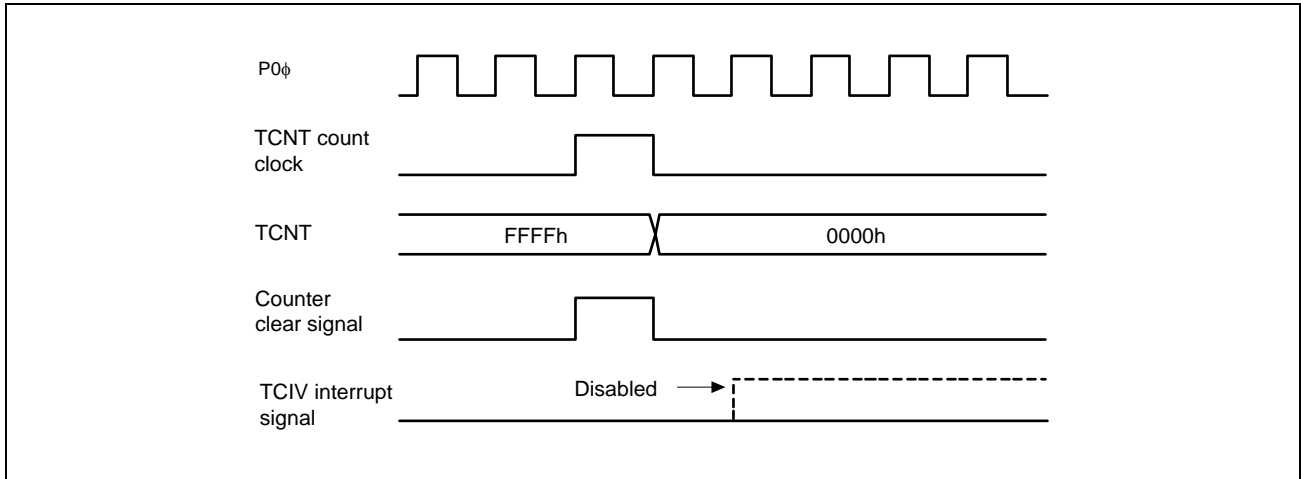 P0ϕ
TCNT count
clock
TCNT
FFFFh
0000h
Counter
clear signal
TCIV interrupt
signal
Disabled